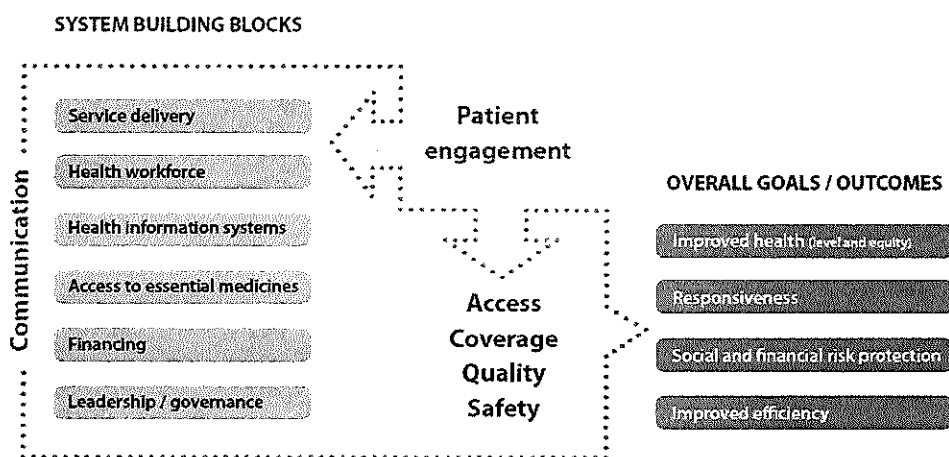 SYSTEM BUILDING BLOCKS
Communication
Service delivery
Health workforce
Health information systems
Access to essential medicines
Financing
Leadership / governance
Patient
engagement
Access
Coverage
Quality
Safety
OVERALL GOALS / OUTCOMES
Improved health (level and equity)
Responsiveness
Social and financial risk protection
Improved efficiency